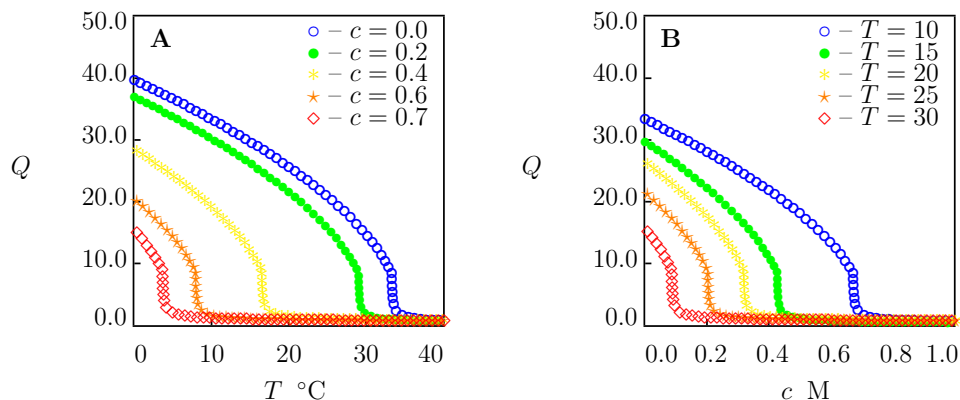 A
– c = 0.0
– c = 0.2
– c = 0.4
– c = 0.6
– c = 0.7
50.0
40.0
30.0
20.0
10.0
0.0
Q
0 10 20 30 40
T °C
B
– T = 10
– T = 15
– T = 20
– T = 25
– T = 30
50.0
40.0
30.0
20.0
10.0
0.0
Q
0.0 0.2 0.4 0.6 0.8 1.0
c M